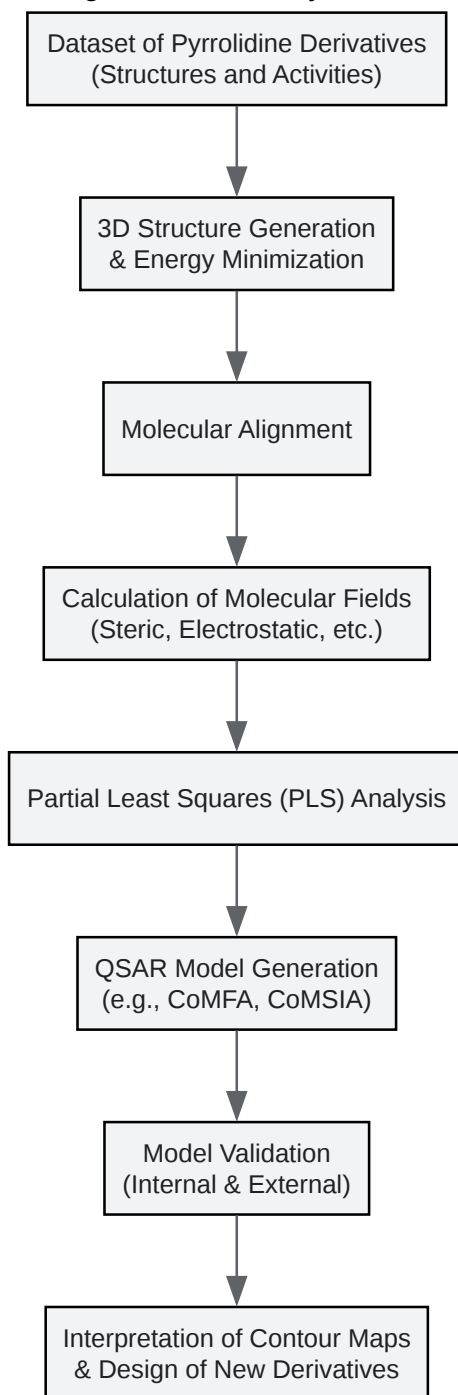 Dataset of Pyrrolidine Derivatives
(Structures and Activities)
3D Structure Generation
& Energy Minimization
Molecular Alignment
Calculation of Molecular Fields
(Steric, Electrostatic, etc.)
Partial Least Squares (PLS) Analysis
QSAR Model Generation
(e.g., CoMFA, CoMSIA)
Model Validation
(Internal & External)
Interpretation of Contour Maps
& Design of New Derivatives